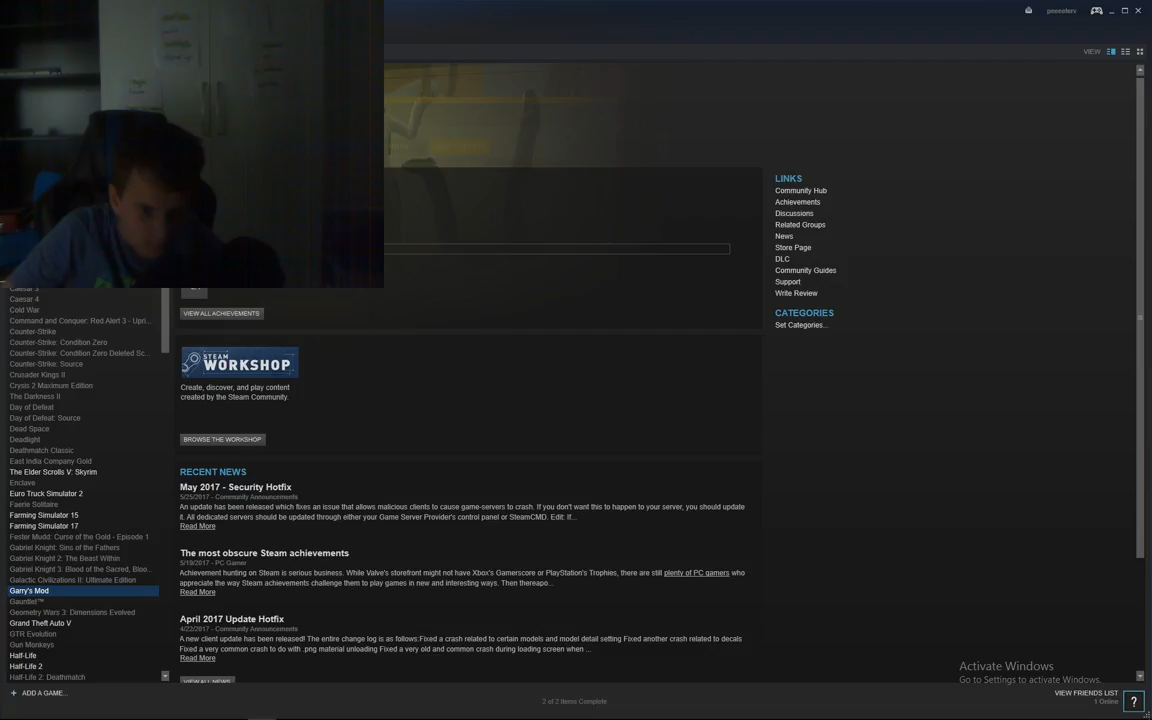 peeeterv
VIEW
LINKS
Community Hub
Achievements
Discussions
Related Groups
News
Store Page
DLC
Community Guides
Support
Write Review
CATEGORIES
Set Categories...
Caesar 3
Caesar 4
Cold War
Command and Conquer: Red Alert 3 - Upri...
Counter-Strike
Counter-Strike: Condition Zero
Counter-Strike: Condition Zero Deleted Sc...
Counter-Strike: Source
Crusader Kings II
Crysis 2 Maximum Edition
The Darkness II
Day of Defeat
Day of Defeat: Source
Dead Space
Deadlight
Deathmatch Classic
East India Company Gold
The Elder Scrolls V: Skyrim
Enclave
Euro Truck Simulator 2
Faerie Solitaire
Farming Simulator 15
Farming Simulator 17
Fester Mudd: Curse of the Gold - Episode 1
Gabriel Knight: Sins of the Fathers
Gabriel Knight 2: The Beast Within
Gabriel Knight 3: Blood of the Sacred, Bloo...
Galactic Civilizations II: Ultimate Edition
Garry's Mod
Gauntlet™
Geometry Wars 3: Dimensions Evolved
Grand Theft Auto V
GTR Evolution
Gun Monkeys
Half-Life
Half-Life 2
Half-Life 2: Deathmatch
+ ADD A GAME...
VIEW ALL ACHIEVEMENTS
STEAM
WORKSHOP
Create, discover, and play content
created by the Steam Community.
BROWSE THE WORKSHOP
RECENT NEWS
May 2017 - Security Hotfix
5/25/2017 - Community Announcements
An update has been released which fixes an issue that allows malicious clients to cause game-servers to crash. If you don't want this to happen to your server, you should update
it. All dedicated servers should be updated through either your Game Server Provider's control panel or SteamCMD. Edit: If...
Read More
The most obscure Steam achievements
5/19/2017 - PC Gamer
Achievement hunting on Steam is serious business. While Valve's storefront might not have Xbox's Gamerscore or PlayStation's Trophies, there are still plenty of PC gamers who
appreciate the way Steam achievements challenge them to play games in new and interesting ways. Then thereapo...
Read More
April 2017 Update Hotfix
4/22/2017 - Community Announcements
A new client update has been released! The entire change log is as follows:Fixed a crash related to certain models and model detail setting Fixed another crash related to decals
Fixed a very common crash to do with .png material unloading Fixed a very old and common crash during loading screen when ...
Read More
VIEW ALL NEWS
2 of 2 Items Complete
Activate Windows
Go to Settings to activate Windows.
VIEW FRIENDS LIST
1 Online
?